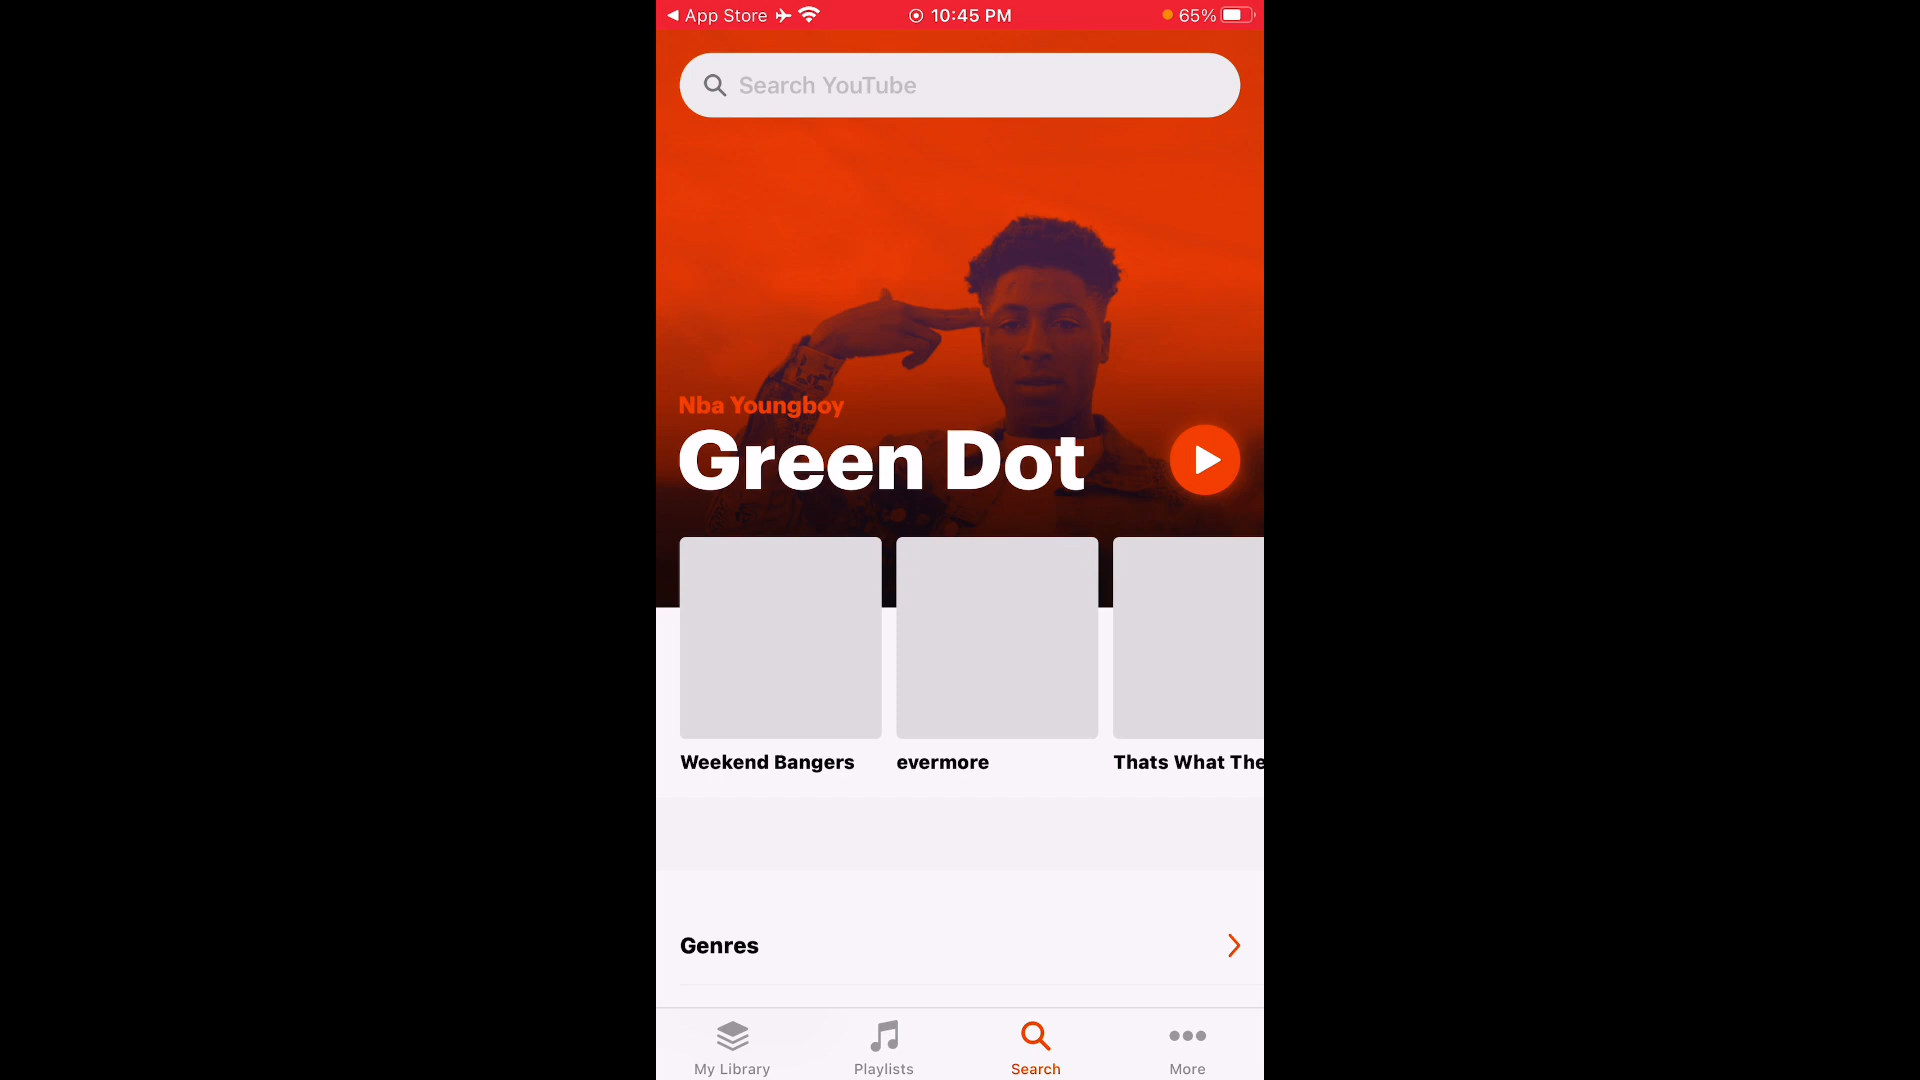 App Store 10:45 PM 65%
Search YouTube
Nba Youngboy
Green Dot
Weekend Bangers evermore Thats What The
Genres
My Library Playlists Search More